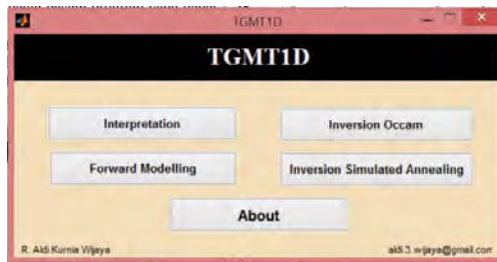 TGMT1D
TGMT1D
Interpretation
Inversion Occam
Forward Modelling
Inversion Simulated Annealing
About
R. Aldi Kurnia Wijaya
aldi.3.wijaya@gmail.com